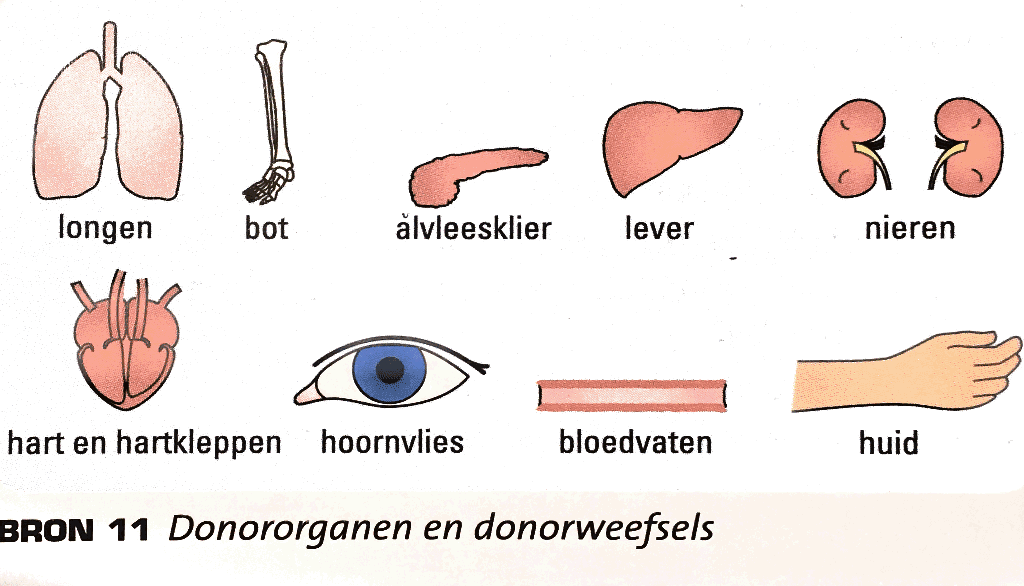 longen bot alvleesklier lever nieren
hart en hartkleppen hoornvlies bloedvaten huid
BRON 11 Donororganen en donorweefsels